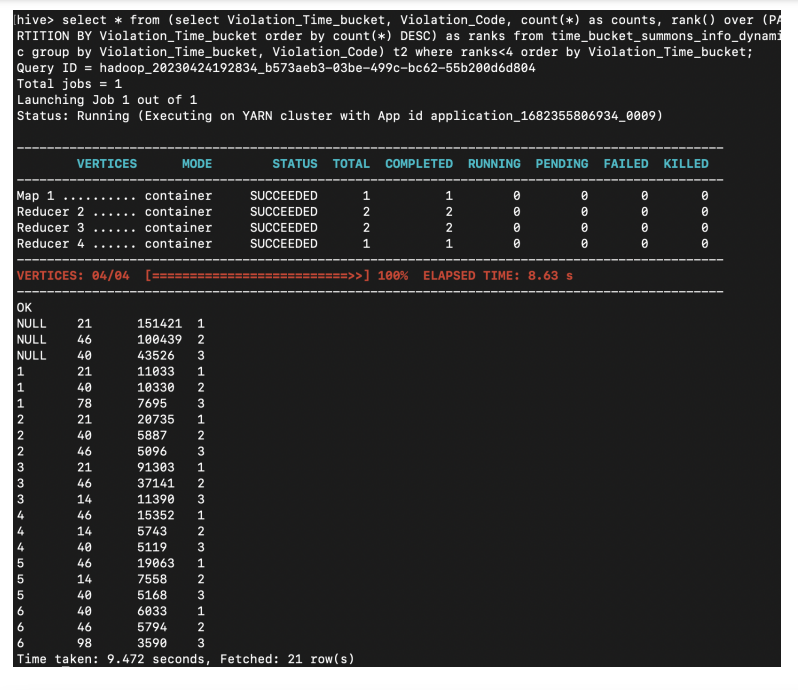 hive> select * from (select Violation_Time_bucket, Violation_Code, count(*) as counts, rank() over (PA
RTITION BY Violation_Time_bucket order by count(*) DESC) as ranks from time_bucket_summons_info_dynami
c group by Violation_Time_bucket, Violation_Code) t2 where ranks<4 order by Violation_Time_bucket;
Query ID = hadoop_20230424192834_b573aeb3-03be-499c-bc62-55b200d6d804
Total jobs = 1
Launching Job 1 out of 1
Status: Running (Executing on YARN cluster with App id application_1682355806934_0009)
----------------------------------------------------------------------------------------------
VERTICES MODE STATUS TOTAL COMPLETED RUNNING PENDING FAILED KILLED
----------------------------------------------------------------------------------------------
Map 1 .......... container SUCCEEDED 1 1 0 0 0 0
Reducer 2 ...... container SUCCEEDED 2 2 0 0 0 0
Reducer 3 ...... container SUCCEEDED 2 2 0 0 0 0
Reducer 4 ...... container SUCCEEDED 1 1 0 0 0 0
----------------------------------------------------------------------------------------------
VERTICES: 04/04 [==========================>>] 100% ELAPSED TIME: 8.63 s
----------------------------------------------------------------------------------------------
OK
NULL 21 151421 1
NULL 46 100439 2
NULL 40 43526 3
1 21 11033 1
1 40 10330 2
1 78 7695 3
2 21 20735 1
2 40 5887 2
2 46 5096 3
3 21 91303 1
3 46 37141 2
3 14 11390 3
4 46 15352 1
4 14 5743 2
4 40 5119 3
5 46 19063 1
5 14 7558 2
5 40 5168 3
6 40 6033 1
6 46 5794 2
6 98 3590 3
Time taken: 9.472 seconds, Fetched: 21 row(s)